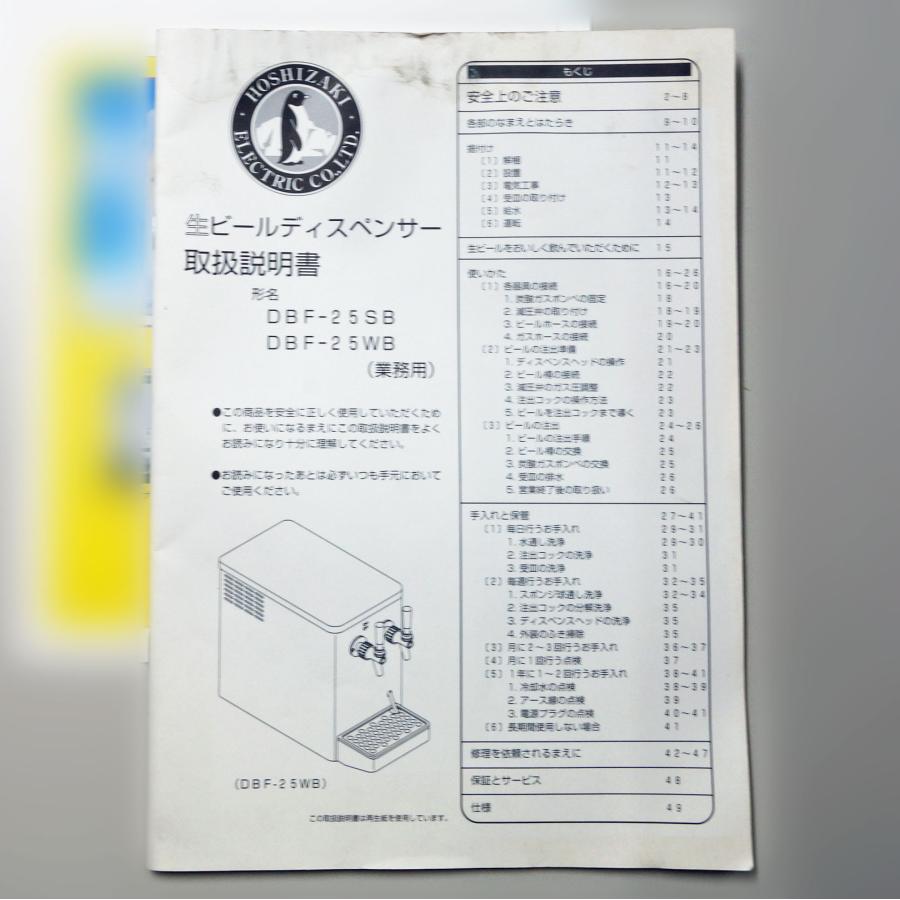 HOSHIZAKI
ELECTRIC CO.,LTD.
生ビールディスペンサー
取扱説明書
形名
DBF-25SB
DBF-25WB
(業務用)
●この商品を安全に正しく使用していただくため
に、お使いになるまえにこの取扱説明書をよく
お読みになり十分に理解してください。
●お読みになったあとは必ずいつも手元において
ご使用ください。
(DBF-25WB)
この取扱説明書は再生紙を使用しています。
もくじ
安全上のご注意 2~8
各部のなまえとはたらき 9~10
据付け 11~14
(1) 解梱 11
(2) 設置 11~12
(3) 電気工事 12~13
(4) 受皿の取り付け 13
(5) 給水 13~14
(6) 運転 14
生ビールをおいしく飲んでいただくために 15
使いかた 16~26
(1) 各器具の接続 16~20
1. 炭酸ガスボンベの固定 18
2. 減圧弁の取り付け 18~19
3. ビールホースの接続 19~20
4. ガスホースの接続 20
(2) ビールの注出準備 21~23
1. ディスペンスヘッドの操作 21
2. ビール樽の接続 22
3. 減圧弁のガス圧調整 22
4. 注出コックの操作方法 23
5. ビールを注出コックまで導く 23
(3) ビールの注出 24~26
1. ビールの注出手順 24
2. ビール樽の交換 25
3. 炭酸ガスボンベの交換 25
4. 受皿の排水 26
5. 営業終了後の取り扱い 26
手入れと保管 27~41
(1) 毎日行うお手入れ 29~31
1. 水通し洗浄 29~30
2. 注出コックの洗浄 31
3. 受皿の洗浄 31
(2) 毎週行うお手入れ 32~35
1. スポンジ球通し洗浄 32~34
2. 注出コックの分解洗浄 35
3. ディスペンスヘッドの洗浄 35
4. 外装のふき掃除 35
(3) 月に2~3回行うお手入れ 36~37
(4) 月に1回行う点検 37
(5) 1年に1~2回行うお手入れ 38~41
1. 冷却水の点検 38~39
2. アース線の点検 39
3. 電源プラグの点検 40~41
(6) 長期間使用しない場合 41
修理を依頼されるまえに 42~47
保証とサービス 48
仕様 49